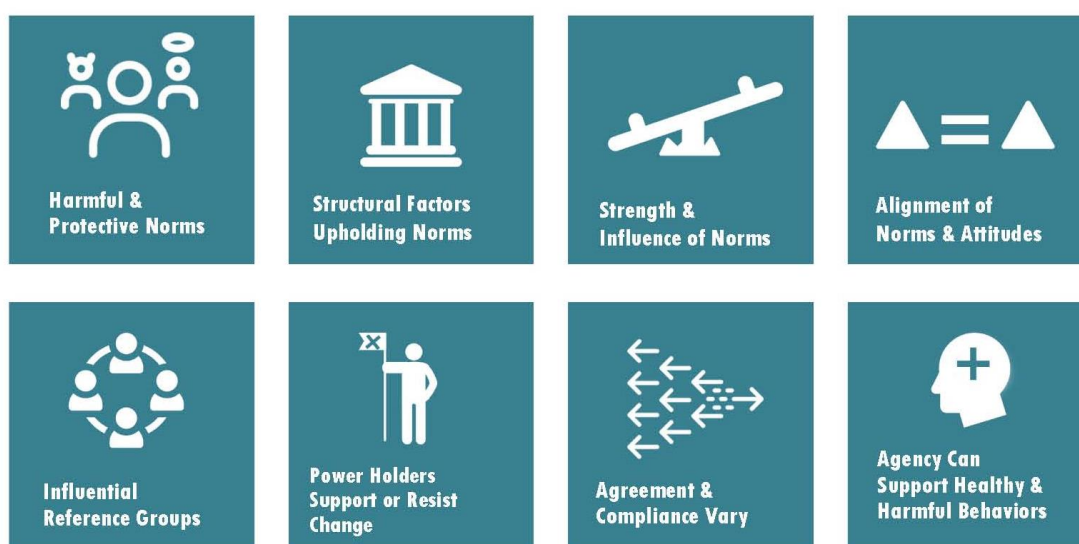 Harmful &
Protective Norms
Structural Factors
Upholding Norms
Strength &
Influence of Norms
Alignment of
Norms & Attitudes
Influential
Reference Groups
Power Holders
Support or Resist
Change
Agreement &
Compliance Vary
Agency Can
Support Healthy &
Harmful Behaviors